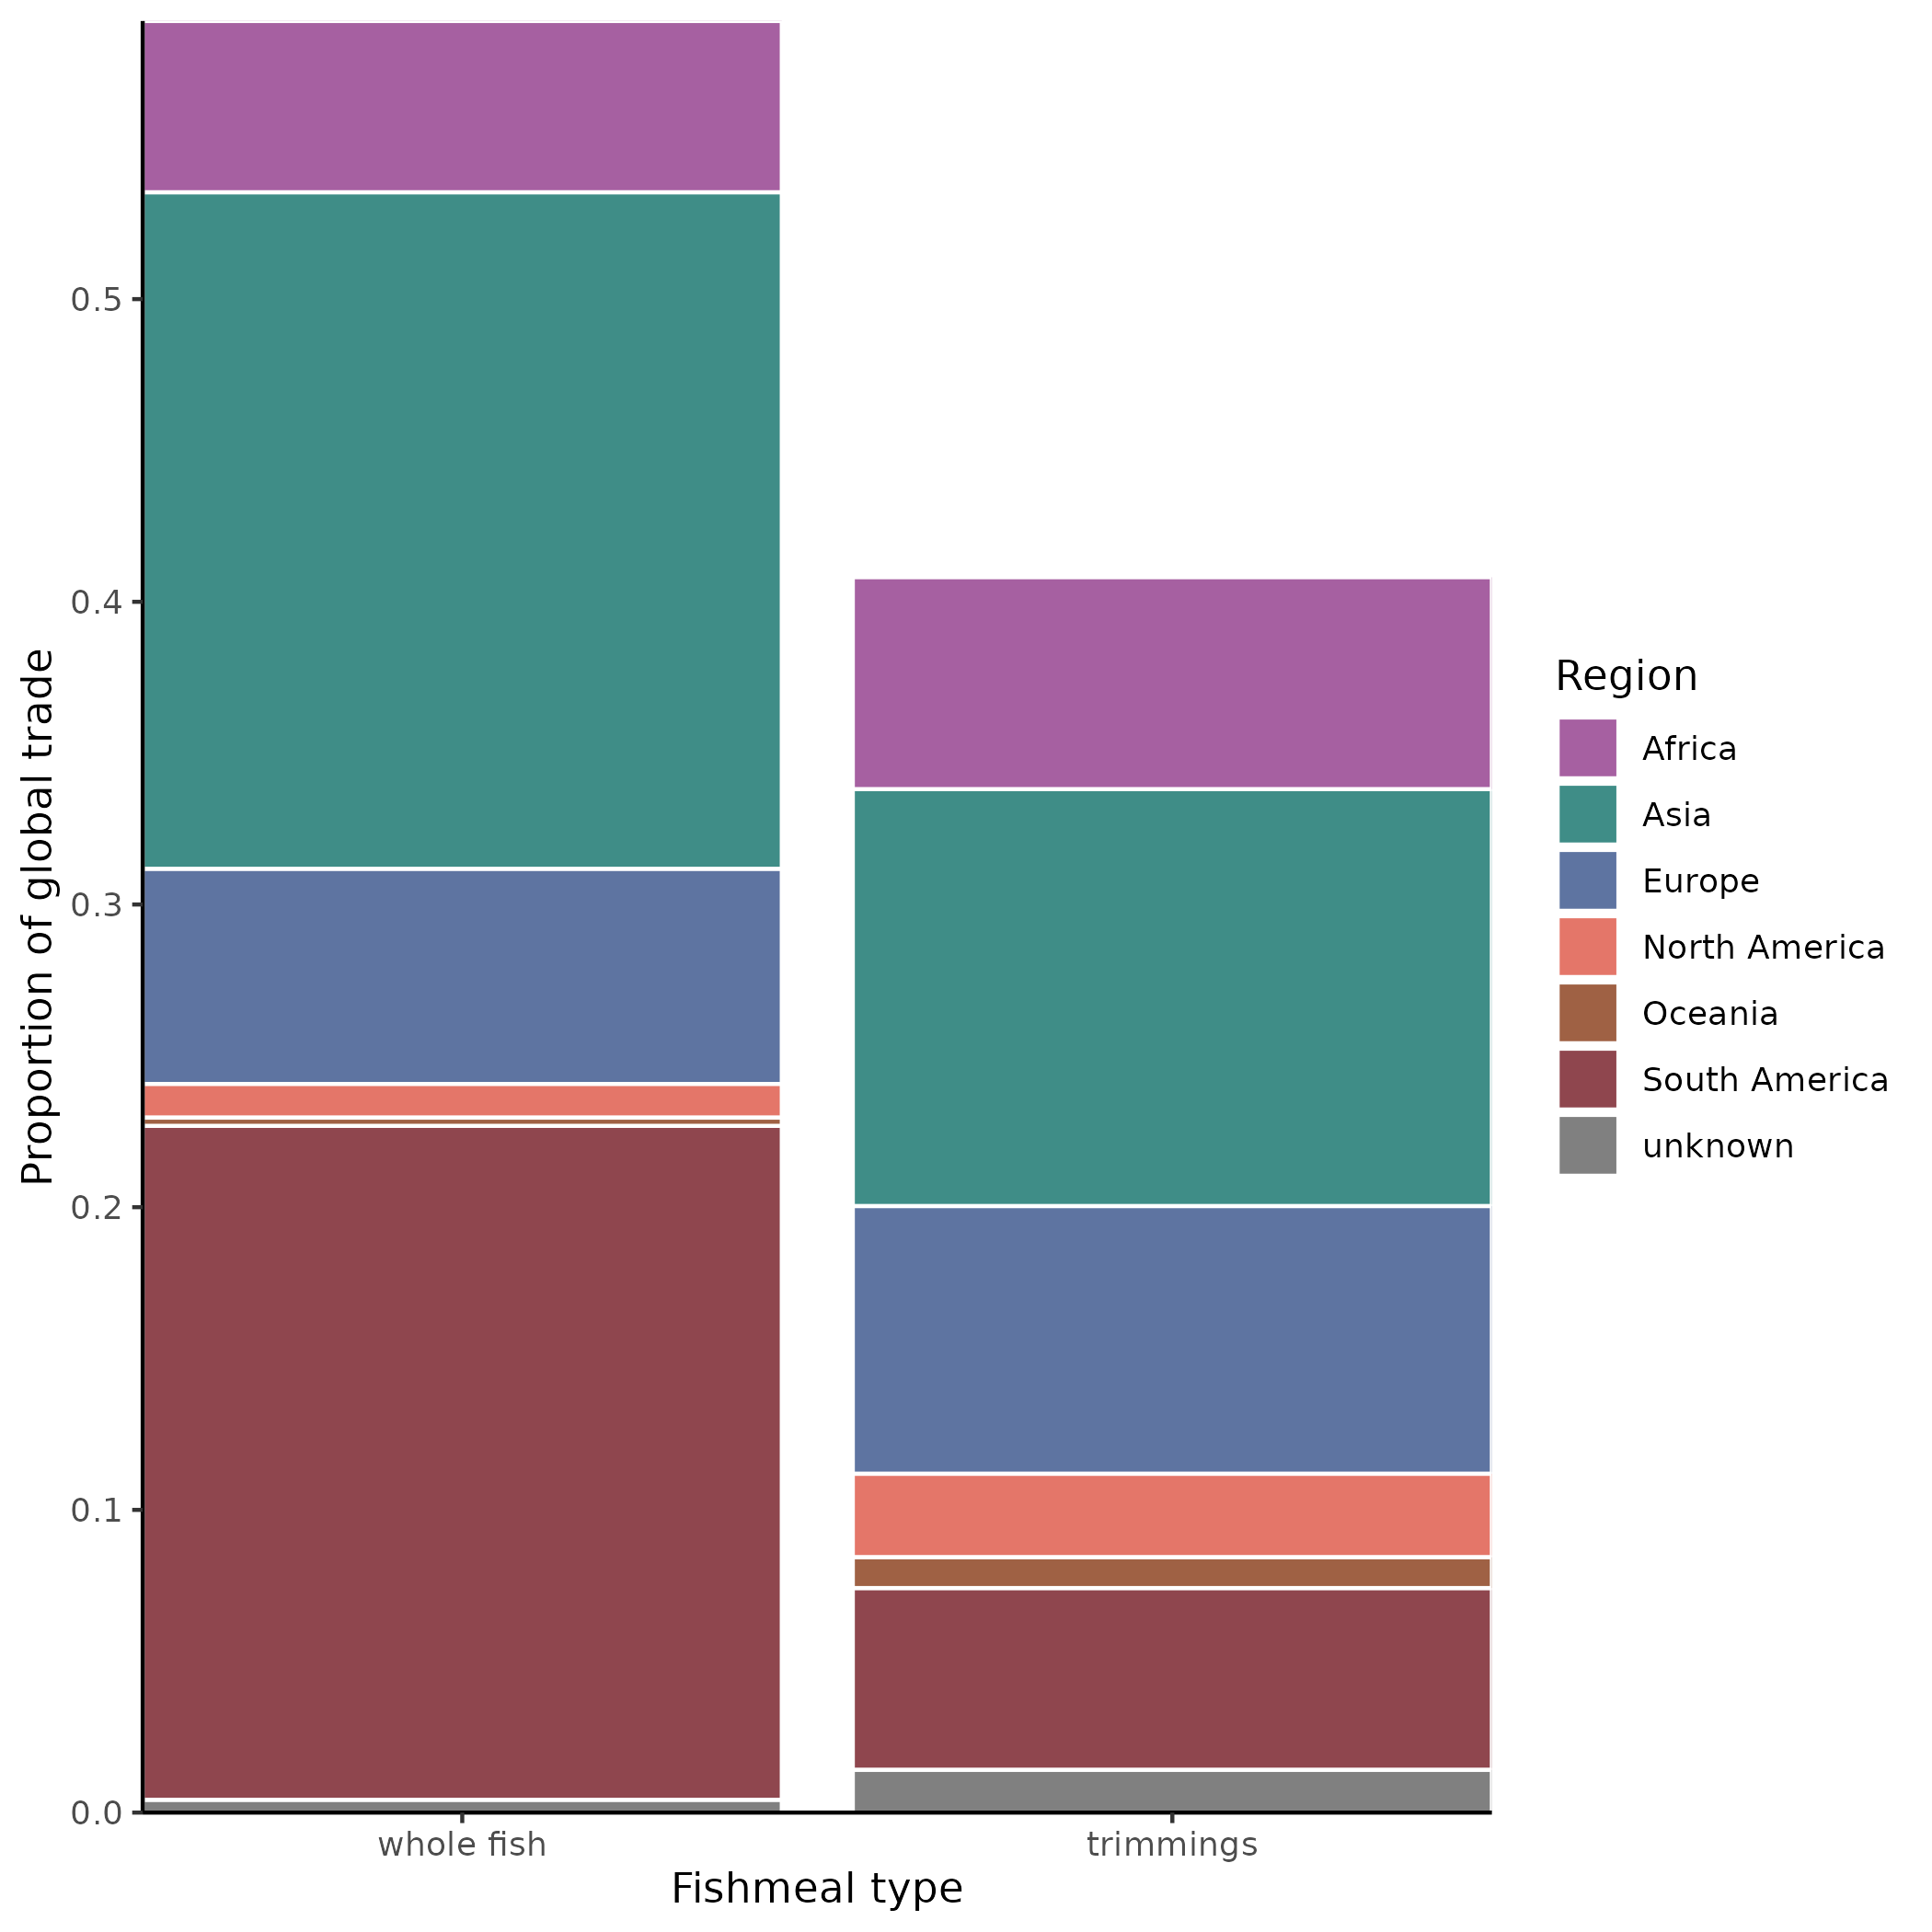 Proportion of global trade
0.5
0.4
0.3
0.2
0.1
0.0
whole fish
trimmings
Fishmeal type
Region
Africa
Asia
Europe
North America
Oceania
South America
unknown